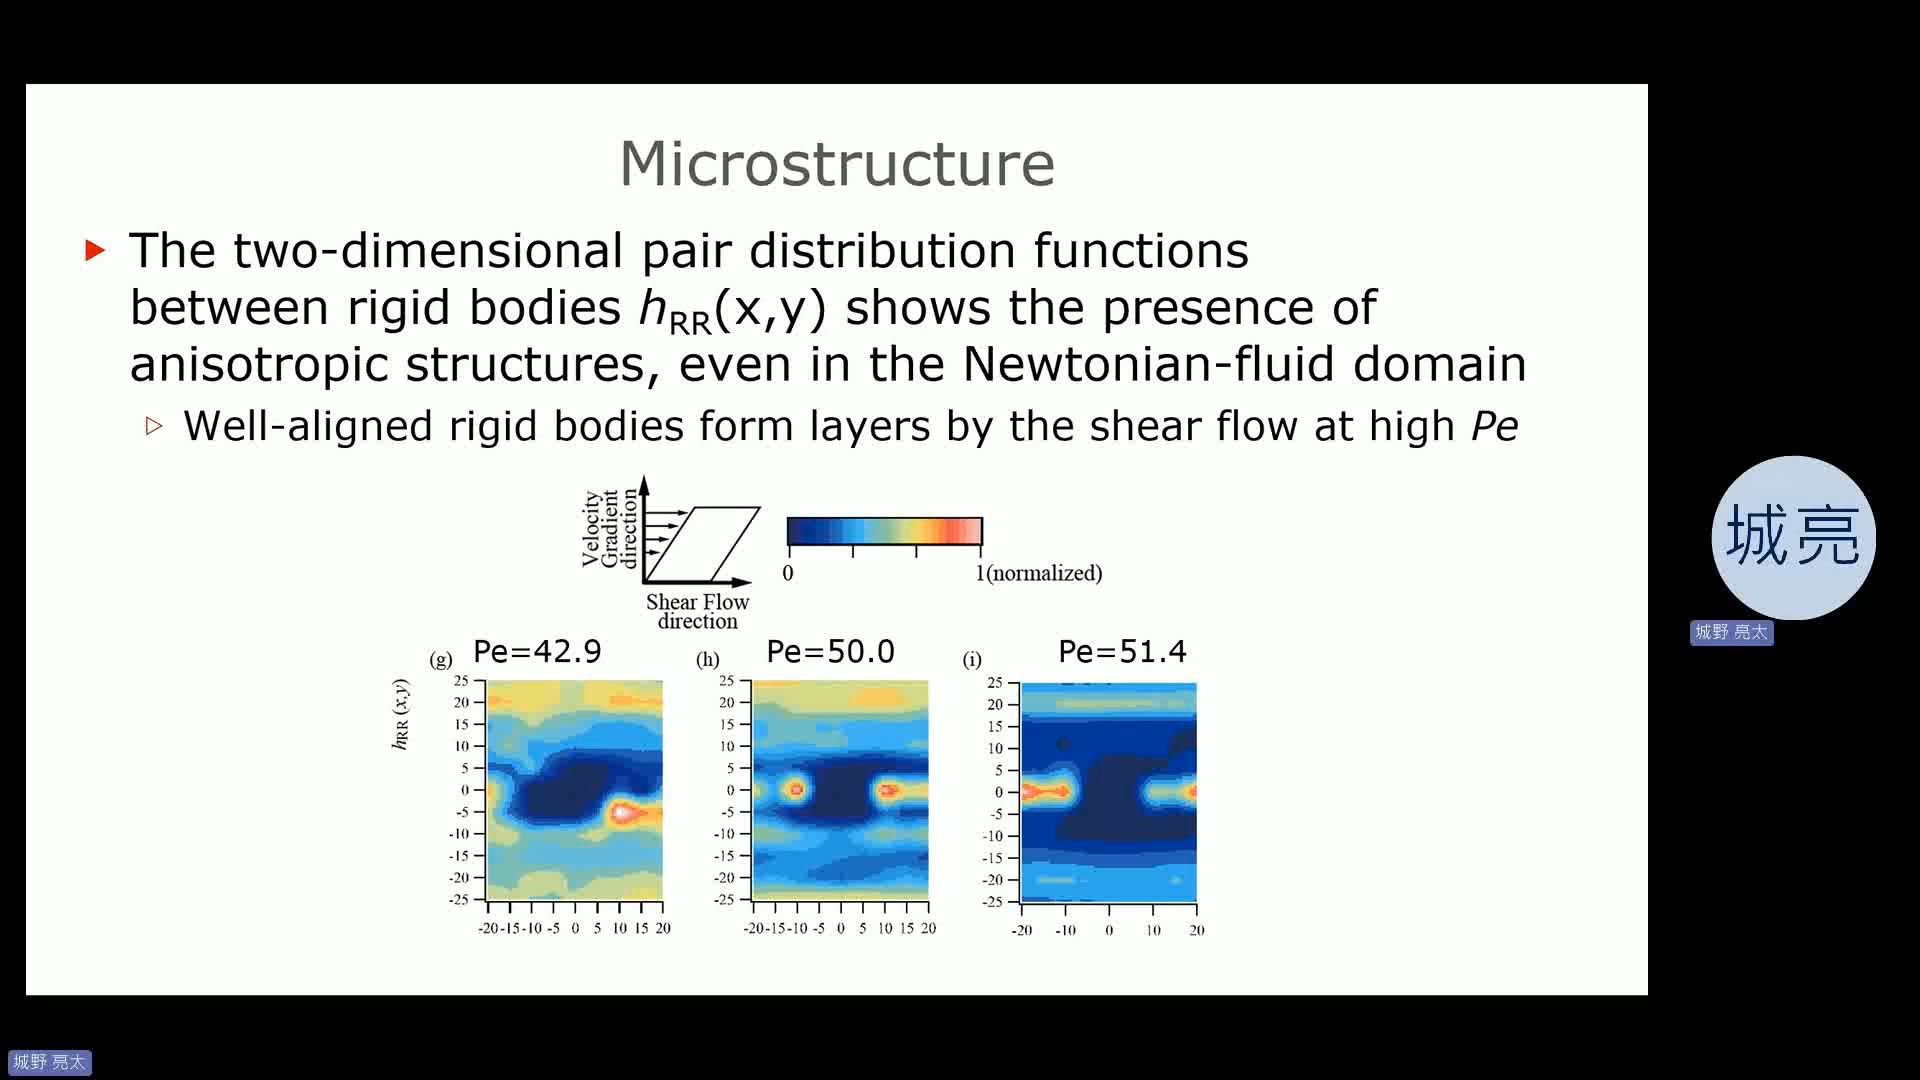 Microstructure
The two-dimensional pair distribution functions
between rigid bodies hRR(x,y) shows the presence of
anisotropic structures, even in the Newtonian-fluid domain
Well-aligned rigid bodies form layers by the shear flow at high Pe
Velocity
Gradient
direction
Shear Flow
direction
0
1(normalized)
(g) Pe=42.9
(h) Pe=50.0
(i) Pe=51.4
hRR (x,y)
25
20
15
10
5
0
-5
-10
-15
-20
-25
-20 -15 -10 -5 0 5 10 15 20
25
20
15
10
5
0
-5
-10
-15
-20
-25
-20 -15 -10 -5 0 5 10 15 20
25
20
15
10
5
0
-5
-10
-15
-20
-25
-20 -10 0 10 20
城亮
城野 亮太
城野 亮太